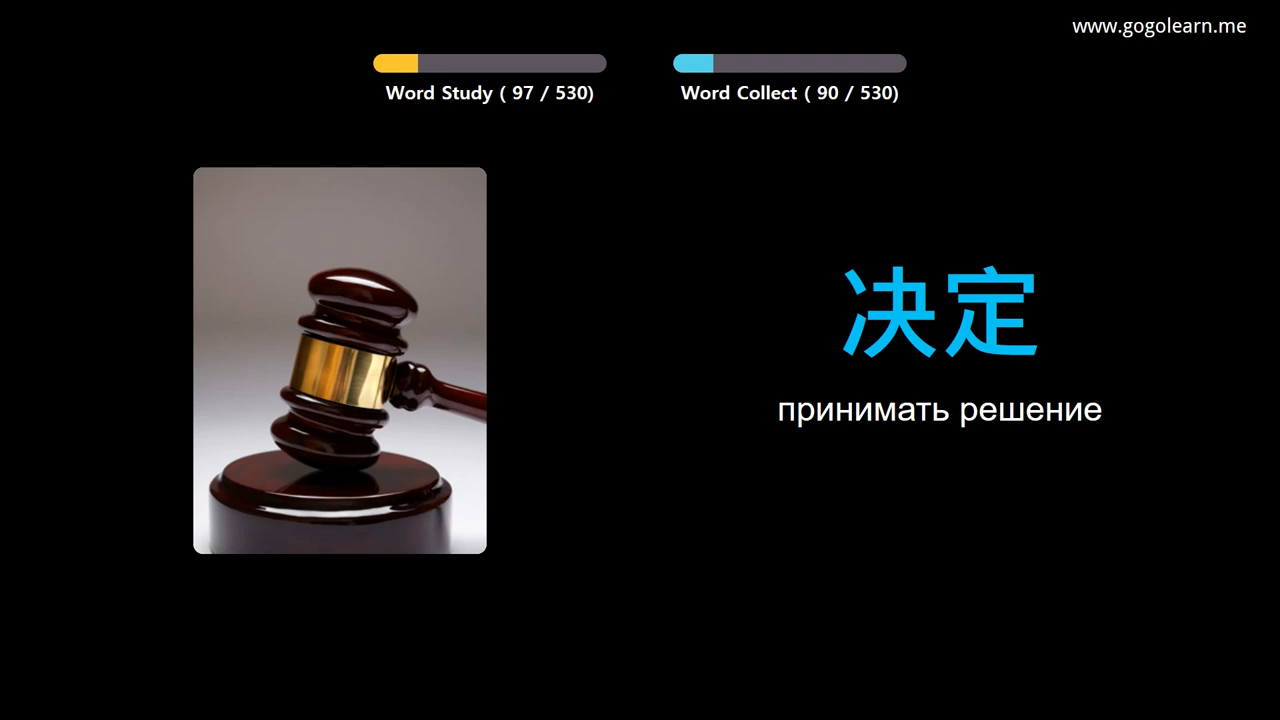 www.gogolearn.me
Word Study ( 97 / 530)
Word Collect ( 90 / 530)
决定
принимать решение